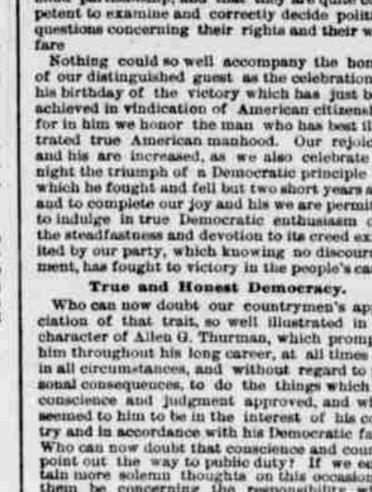 petent to examine and correctly decide polit
questions concerning their rights and their w
fare
Nothing could so well accompany the hon
of our distinguished guest as the celebration
his birthday of the victory which has just b
achieved in vindication of American citizens
for in him we honor the man who has best il
trated true American manhood. Our rejoic
and his are increased, as we also celebrate
night the triumph of a Democratic principle
which he fought and fell but two short years a
and to complete our joy and his we are permit
to indulge in true Democratic enthusiasm o
the steadfastness and devotion to its creed ex
ited by our party, which knowing no discour
ment, has fought to victory in the people's ca
True and Honest Democracy.
Who can now doubt our countrymen's app
ciation of that trait, so well illustrated in
character of Allen G. Thurman, which promp
him throughout his long career, at all times
in all circumstances, and without regard to
sonal consequences, to do the things which
conscience and judgment approved, and wh
seemed to him to be in the interest of his co
try and in accordance with his Democratic fa
Who can now doubt that conscience and cour
point out the way to public duty? If we en
tain more solemn thoughts on this occasion
them be concerning the responsibility